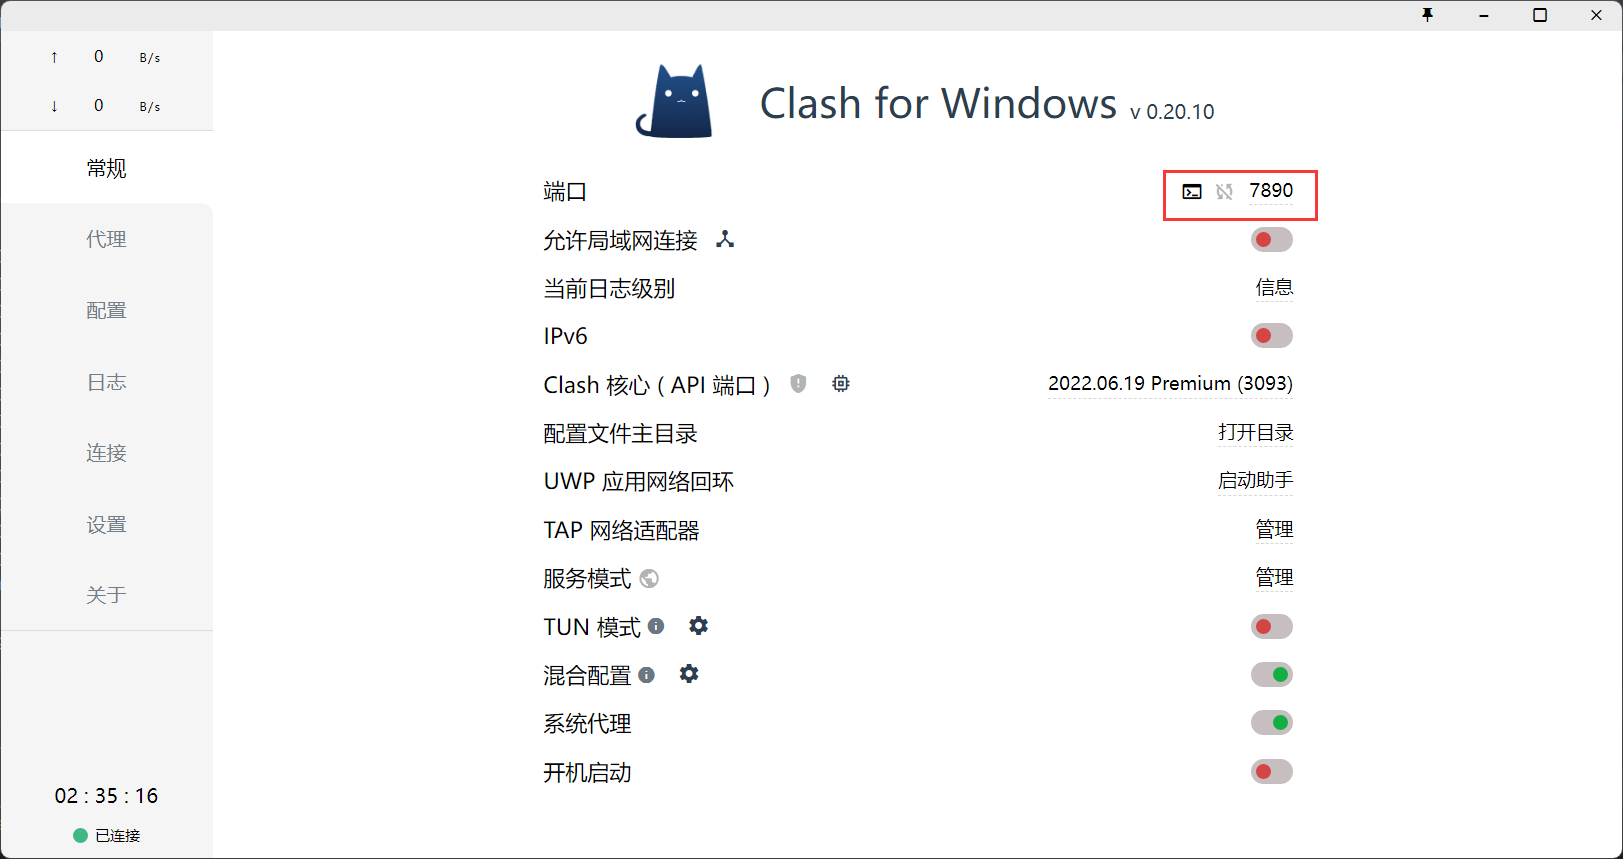 ↑ 0 B/s
↓ 0 B/s
常规
代理
配置
日志
连接
设置
关于
02 : 35 : 16
已连接
Clash for Windows v 0.20.10
端口 7890
允许局域网连接
当前日志级别 信息
IPv6
Clash 核心 ( API 端口 ) 2022.06.19 Premium (3093)
配置文件主目录 打开目录
UWP 应用网络回环 启动助手
TAP 网络适配器 管理
服务模式 管理
TUN 模式
混合配置
系统代理
开机启动